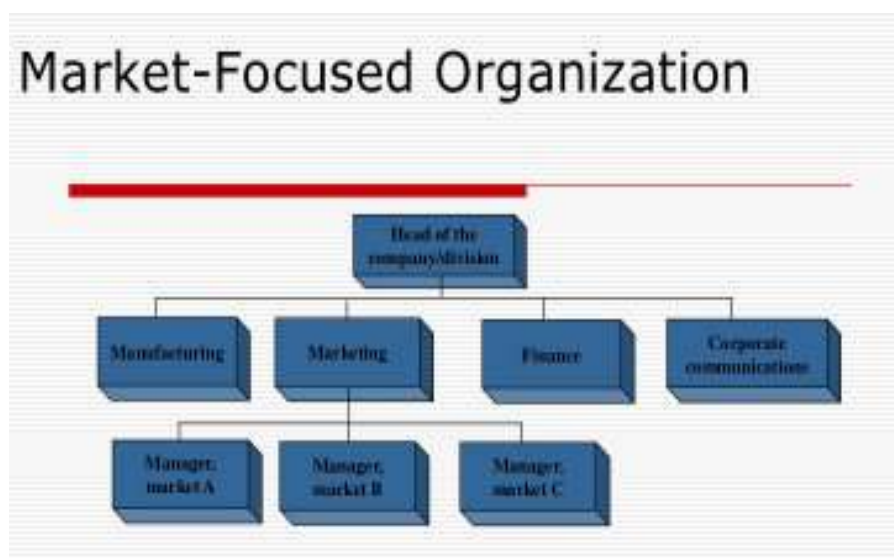 Market-Focused Organization
Head of the
company/division
Manufacturing
Marketing
Finance
Corporate
communications
Manager,
market A
Manager,
market B
Manager,
market C